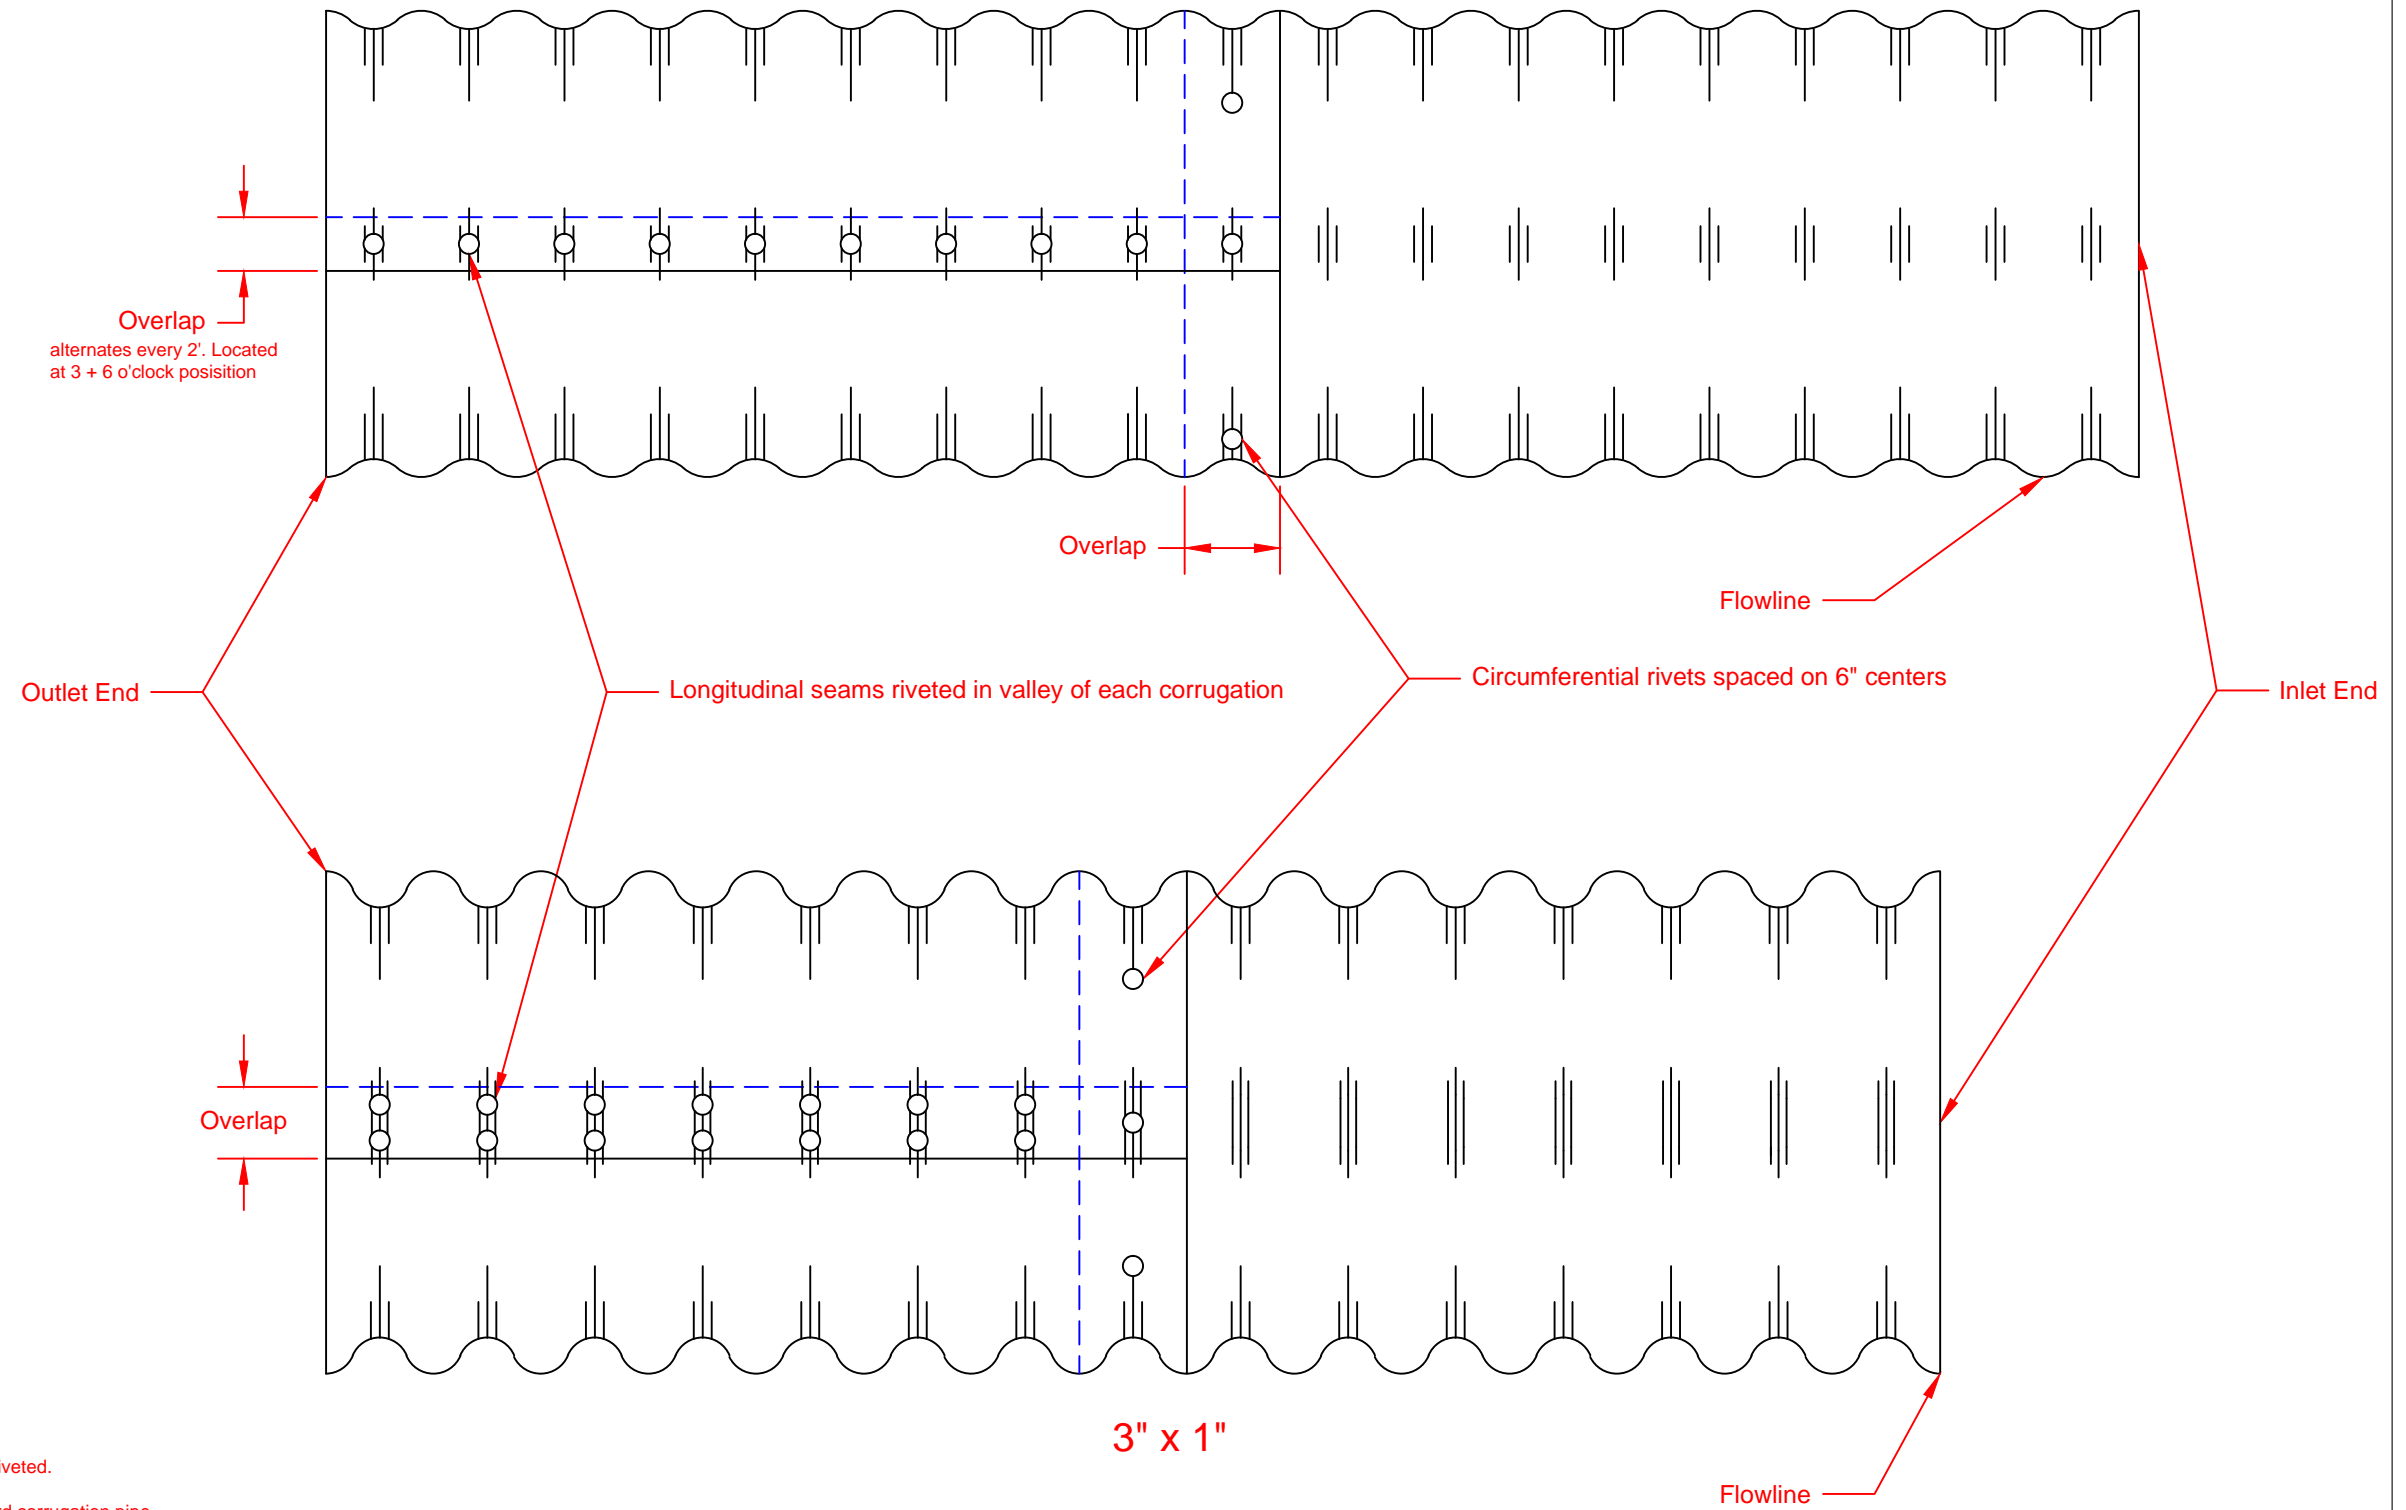 Overlap
alternates every 2'. Located
at 3 + 6 o'clock posisition
Overlap
Flowline
Outlet End
Longitudinal seams riveted in valley of each corrugation
Circumferential rivets spaced on 6" centers
Inlet End
Overlap
3" x 1"
Flowline